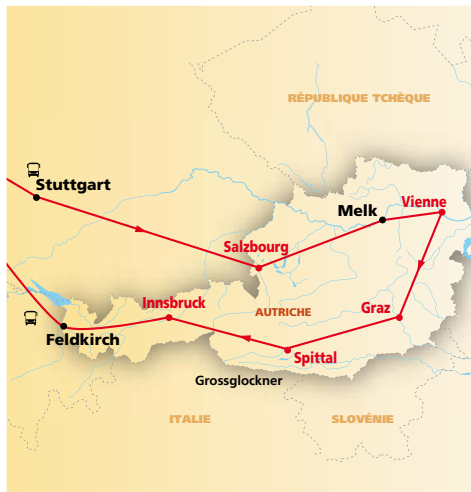 RÉPUBLIQUE TCHÈQUE
Stuttgart
Melk
Vienne
Salzbourg
Innsbruck
AUTRICHE
Graz
Feldkirch
Spittal
Grossglockner
ITALIE
SLOVÉNIE